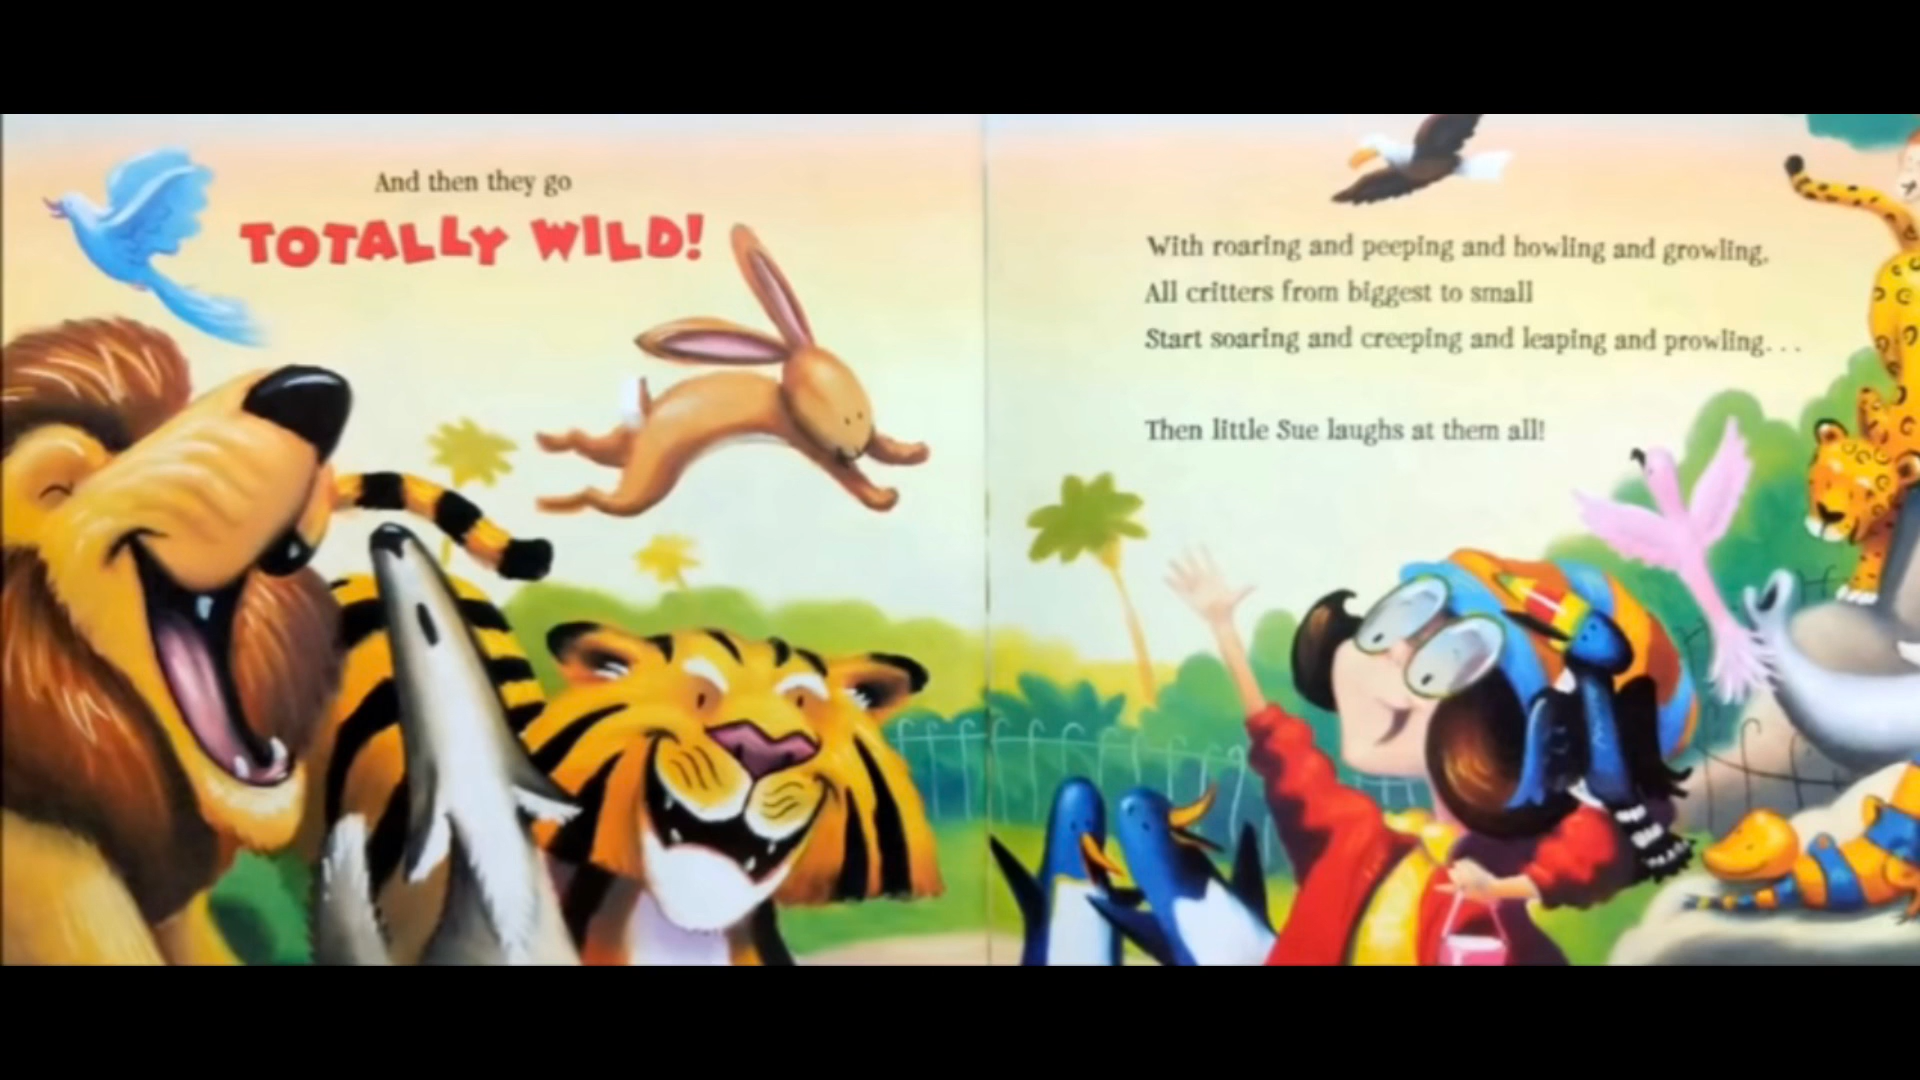 And then they go
TOTALLY WILD!
With roaring and peeping and howling and growling,
All critters from biggest to small
Start soaring and creeping and leaping and prowling. . .
Then little Sue laughs at them all!